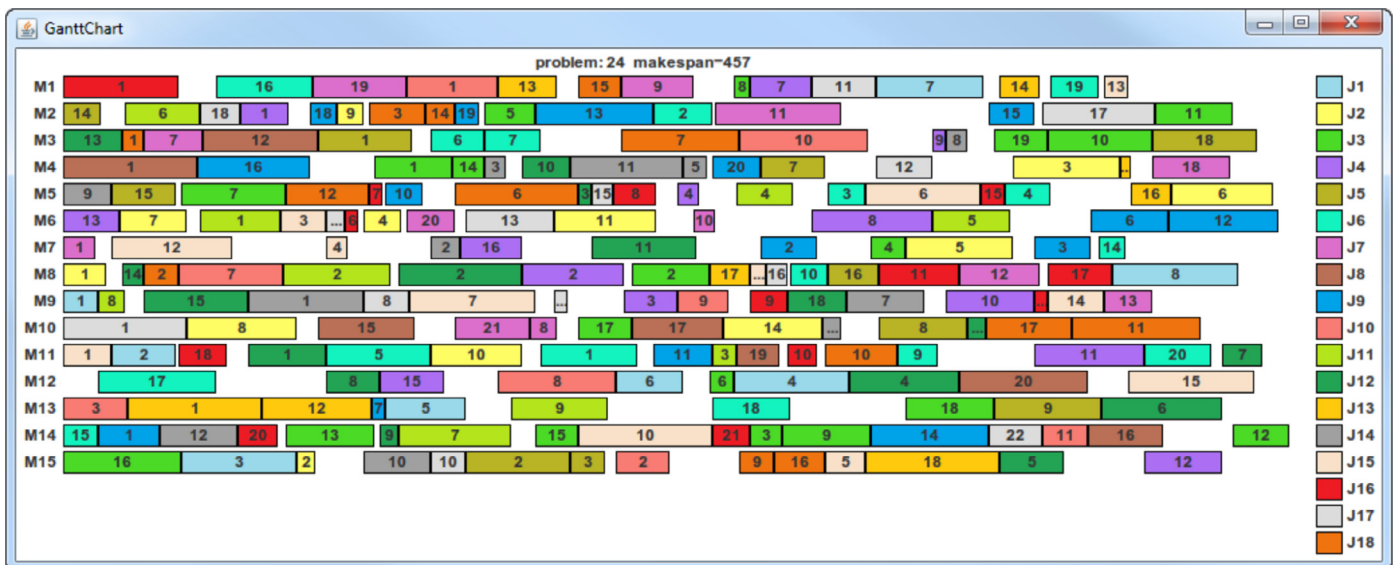 GanttChart
problem: 24 makespan=457
M1 1 16 19 1 13 15 9 8 7 11 7 14 19 13 J1
M2 14 6 18 1 18 9 3 14 19 5 13 2 11 15 17 11 J2
M3 13 1 7 12 1 6 7 7 10 9 8 19 10 18 J3
M4 1 16 1 14 3 10 11 5 20 7 12 3 ... 18 J4
M5 9 15 7 12 7 10 6 3 15 8 4 4 3 6 15 4 16 6 J5
M6 13 7 1 3 ... 6 4 20 13 11 10 8 5 6 12 J6
M7 1 12 4 2 16 11 2 4 5 3 14 J7
M8 1 14 2 7 2 2 2 2 17 ... 16 10 16 11 12 17 8 J8
M9 1 8 15 1 8 7 ... 3 9 9 18 7 10 ... 14 13 J9
M10 1 8 15 21 8 17 17 14 ... 8 ... 17 11 J10
M11 1 2 18 1 5 10 1 11 3 19 10 10 9 11 20 7 J11
M12 17 8 15 8 6 6 4 4 20 15 J12
M13 3 1 12 7 5 9 18 18 9 6 J13
M14 15 1 12 20 13 9 7 15 10 21 3 9 14 22 11 16 12 J14
M15 16 3 2 10 10 2 3 2 9 16 5 18 5 12 J15
J16
J17
J18